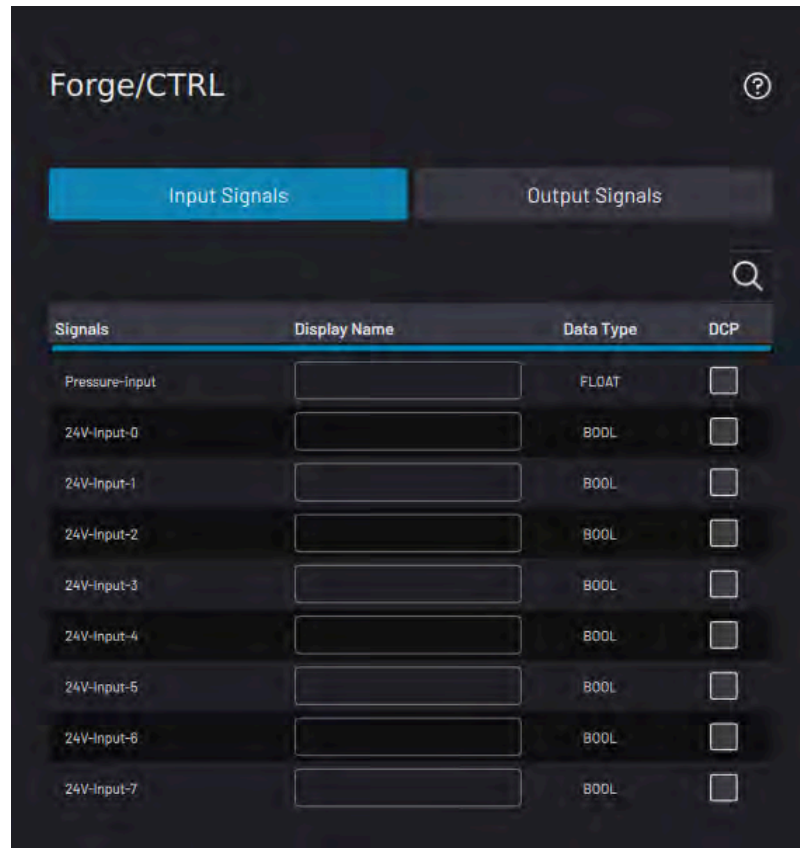 Forge/CTRL
Input Signals Output Signals
Signals Display Name Data Type DCP
Pressure-input FLOAT
24V-Input-0 BOOL
24V-Input-1 BOOL
24V-Input-2 BOOL
24V-Input-3 BOOL
24V-Input-4 BOOL
24V-Input-5 BOOL
24V-Input-6 BOOL
24V-Input-7 BOOL